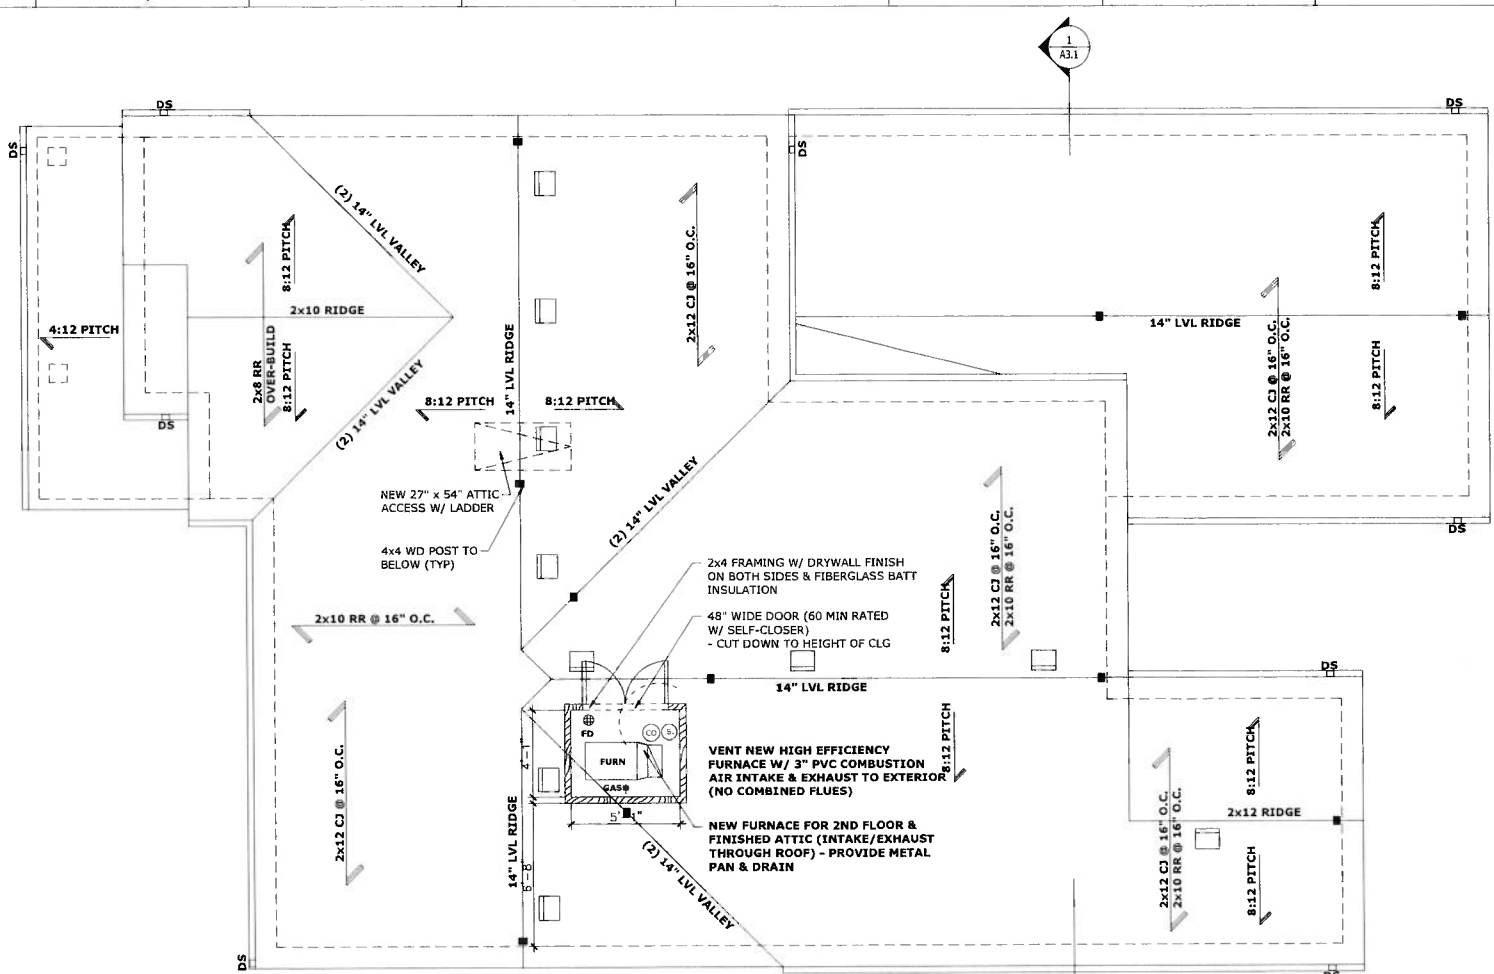 1
A3.1
DS
DS
DS
DS
(2) 14" LVL VALLEY
8:12 PITCH
2x12 CJ @ 16" O.C.
8:12 PITCH
2x10 RIDGE
4:12 PITCH
14" LVL RIDGE
14" LVL RIDGE
2x12 CJ @ 16" O.C.
2x10 RR @ 16" O.C.
8:12 PITCH
2x8 RR
OVER-BUILD
8:12 PITCH
(2) 14" LVL VALLEY
8:12 PITCH
8:12 PITCH
DS
NEW 27" x 54" ATTIC
ACCESS W/ LADDER
(2) 14" LVL VALLEY
DS
4x4 WD POST TO
BELOW (TYP)
2x4 FRAMING W/ DRYWALL FINISH
ON BOTH SIDES & FIBERGLASS BATT
INSULATION
2x12 CJ @ 16" O.C.
2x10 RR @ 16" O.C.
8:12 PITCH
2x10 RR @ 16" O.C.
48" WIDE DOOR (60 MIN RATED
W/ SELF-CLOSER)
- CUT DOWN TO HEIGHT OF CLG
DS
14" LVL RIDGE
FD
CO
S.
FURN
GAS
4'-1"
VENT NEW HIGH EFFICIENCY
FURNACE W/ 3" PVC COMBUSTION
AIR INTAKE & EXHAUST TO EXTERIOR
(NO COMBINED FLUES)
8:12 PITCH
8:12 PITCH
2x12 CJ @ 16" O.C.
2x12 RIDGE
NEW FURNACE FOR 2ND FLOOR &
FINISHED ATTIC (INTAKE/EXHAUST
THROUGH ROOF) - PROVIDE METAL
PAN & DRAIN
14" LVL RIDGE
(2) 14" LVL VALLEY
2x12 CJ @ 16" O.C.
2x10 RR @ 16" O.C.
8:12 PITCH
DS
DS